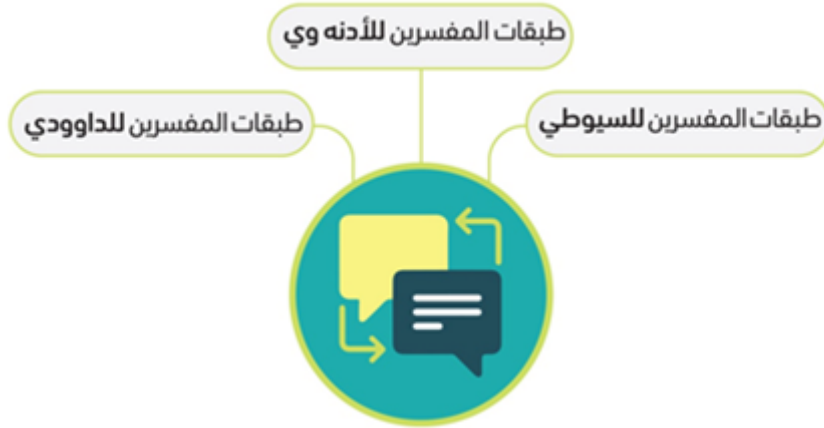 طبقات المفسرين للأدنه وي
طبقات المفسرين للسيوطي
طبقات المفسرين للداوودي